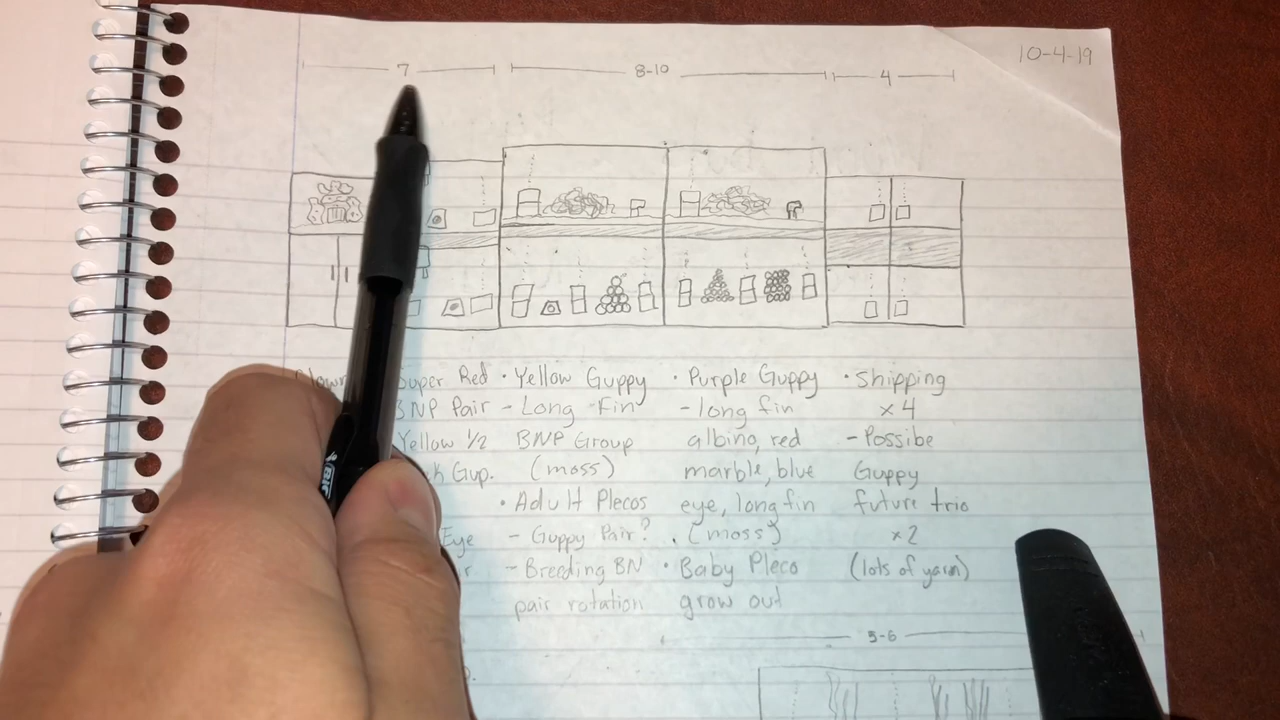 10-4-19
7 8-10 4
Super Red · Yellow Guppy · Purple Guppy · Shipping
BNP Pair - Long Fin - long fin x4
Yellow 1/2 BNP Group albino, red - Possibe
Gup. (moss) marble, blue Guppy
· Adult Plecos eye, long fin future trio
Eye - Guppy Pair? . (moss) x2
- Breeding BN · Baby Pleco (lots of yarn)
pair rotation grow out
5-6
BIC